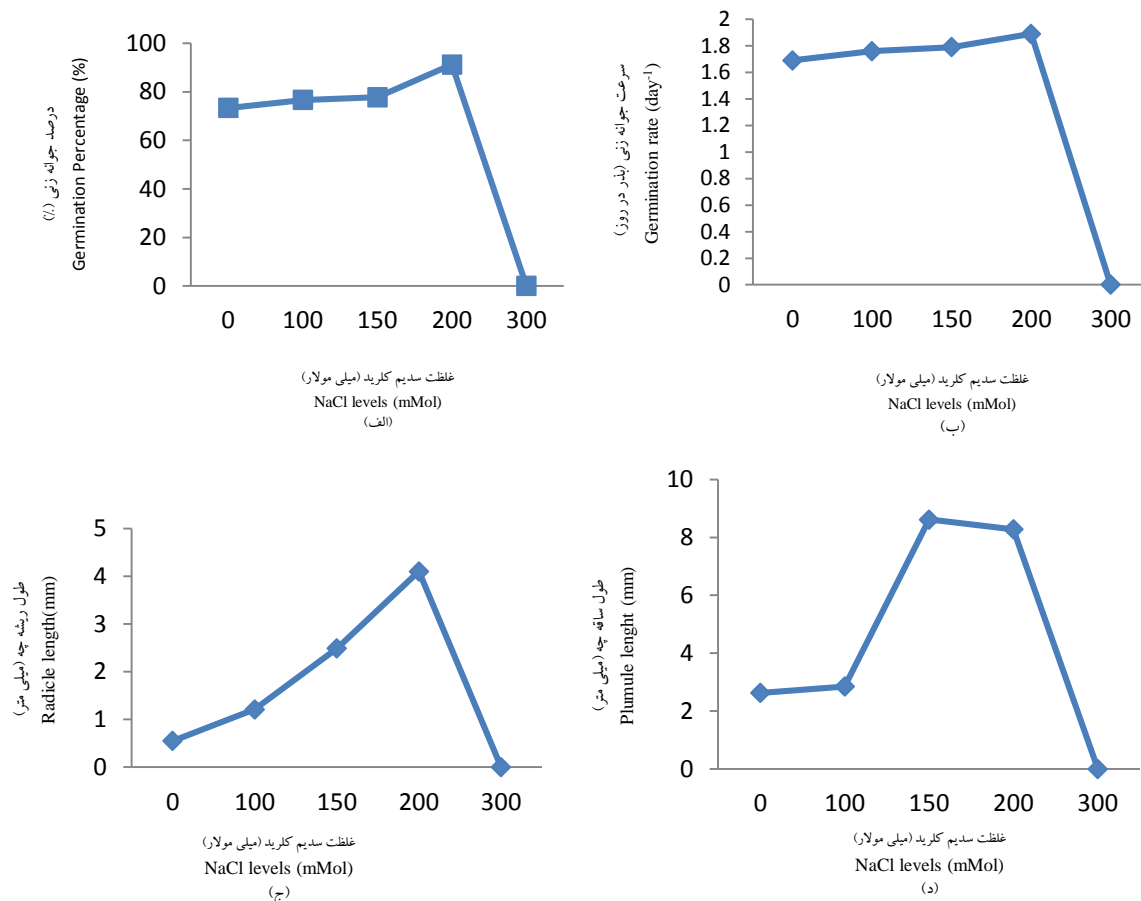 درصد جوانه زنی (٪)
Germination Percentage (%)
100
80
60
40
20
0
0 100 150 200 300
غلظت سدیم کلرید (میلی مولار)
NaCl levels (mMol)
(الف)
سرعت جوانه زنی (بذر در روز)
Germination rate (day-1)
2
1.8
1.6
1.4
1.2
1
0.8
0.6
0.4
0.2
0
0 100 150 200 300
غلظت سدیم کلرید (میلی مولار)
NaCl levels (mMol)
(ب)
طول ریشه چه (میلی متر)
Radicle length(mm)
5
4
3
2
1
0
0 100 150 200 300
غلظت سدیم کلرید (میلی مولار)
NaCl levels (mMol)
(ج)
طول ساقه چه (میلی متر)
Plumule lenght (mm)
10
8
6
4
2
0
0 100 150 200 300
غلظت سدیم کلرید (میلی مولار)
NaCl levels (mMol)
(د)